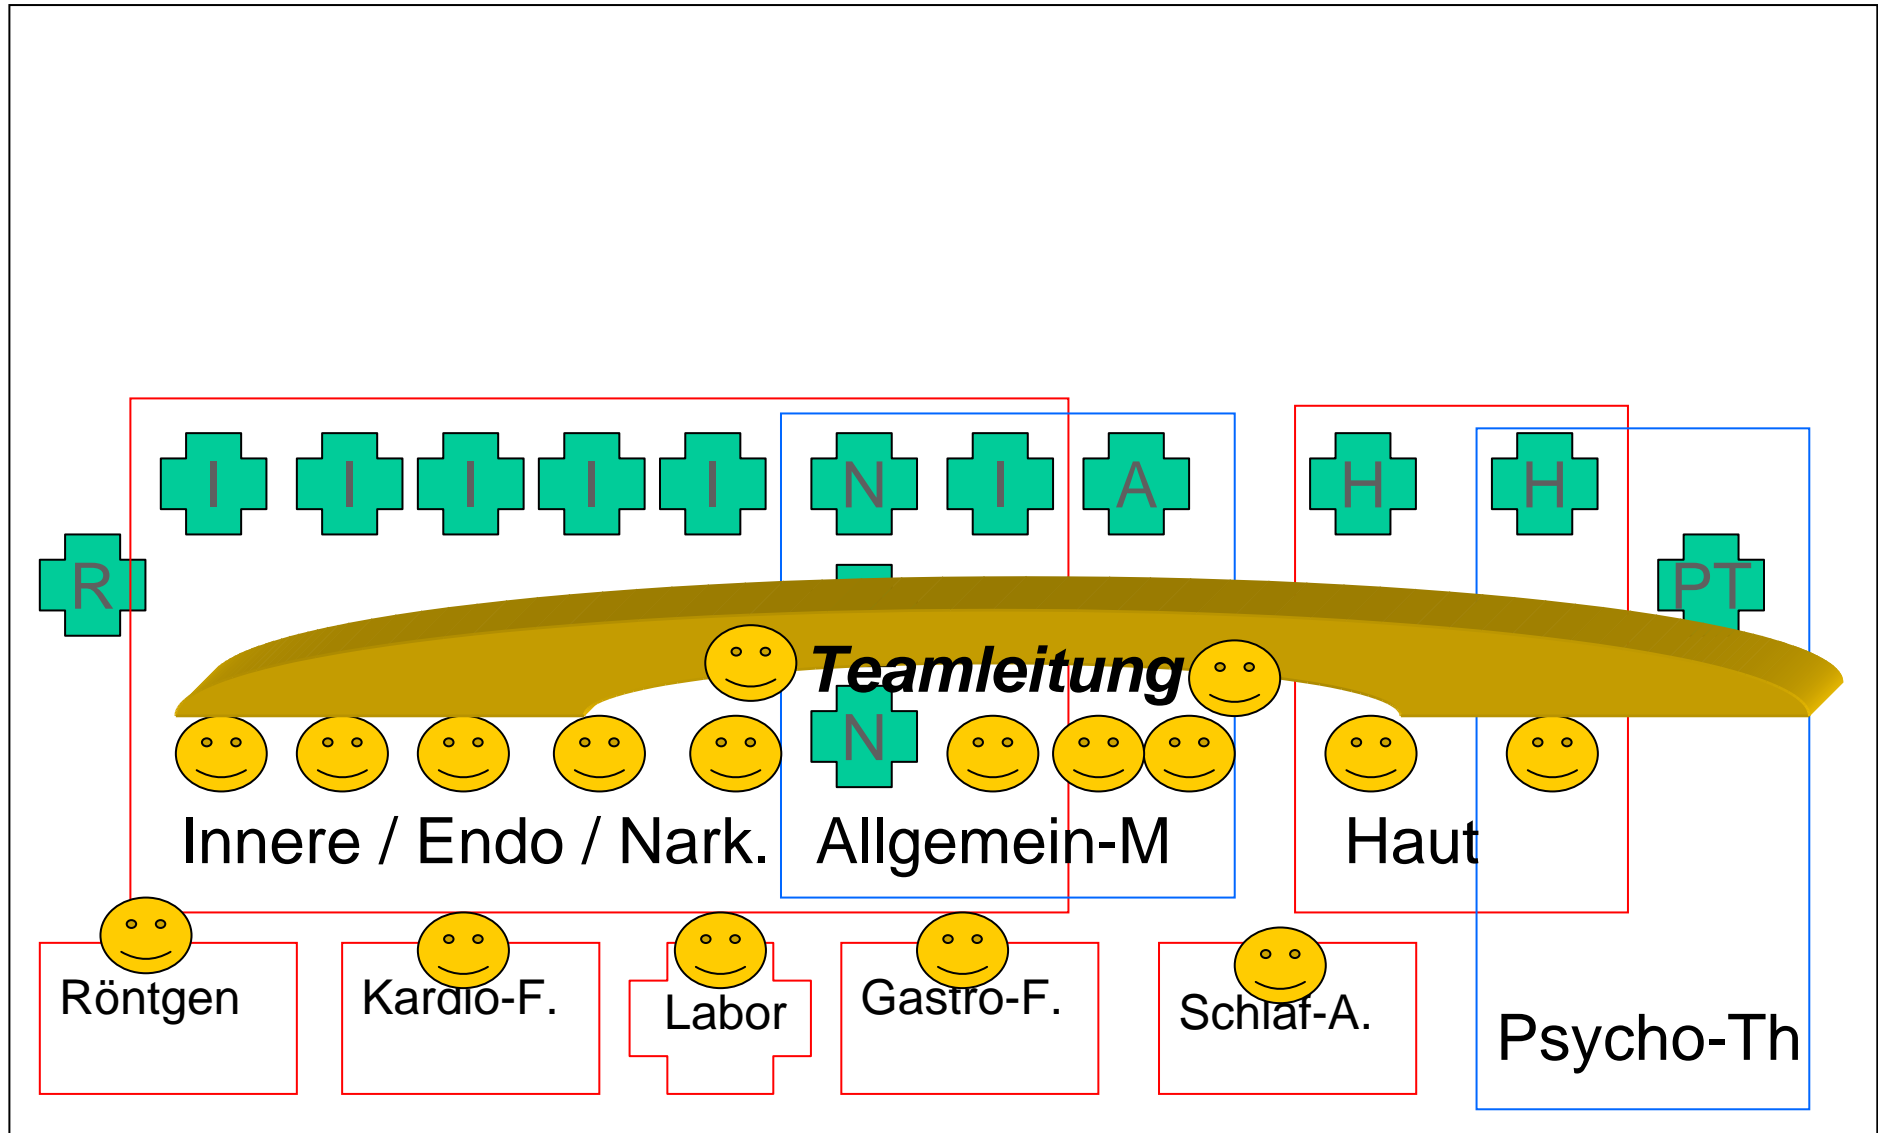 I I I I I N I A H H
R PT
Teamleitung
N
Innere / Endo / Nark. Allgemein-M Haut
Röntgen Kardio-F. Labor Gastro-F. Schlaf-A.
Psycho-Th